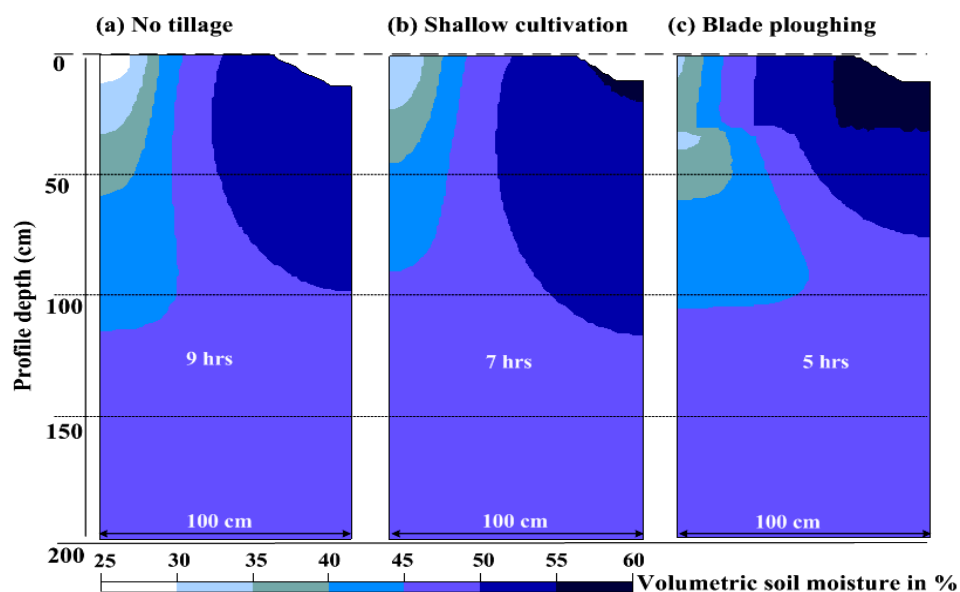 (a) No tillage (b) Shallow cultivation (c) Blade ploughing
0
50
100
150
200
Profile depth (cm)
9 hrs 7 hrs 5 hrs
100 cm 100 cm 100 cm
25 30 35 40 45 50 55 60
Volumetric soil moisture in %